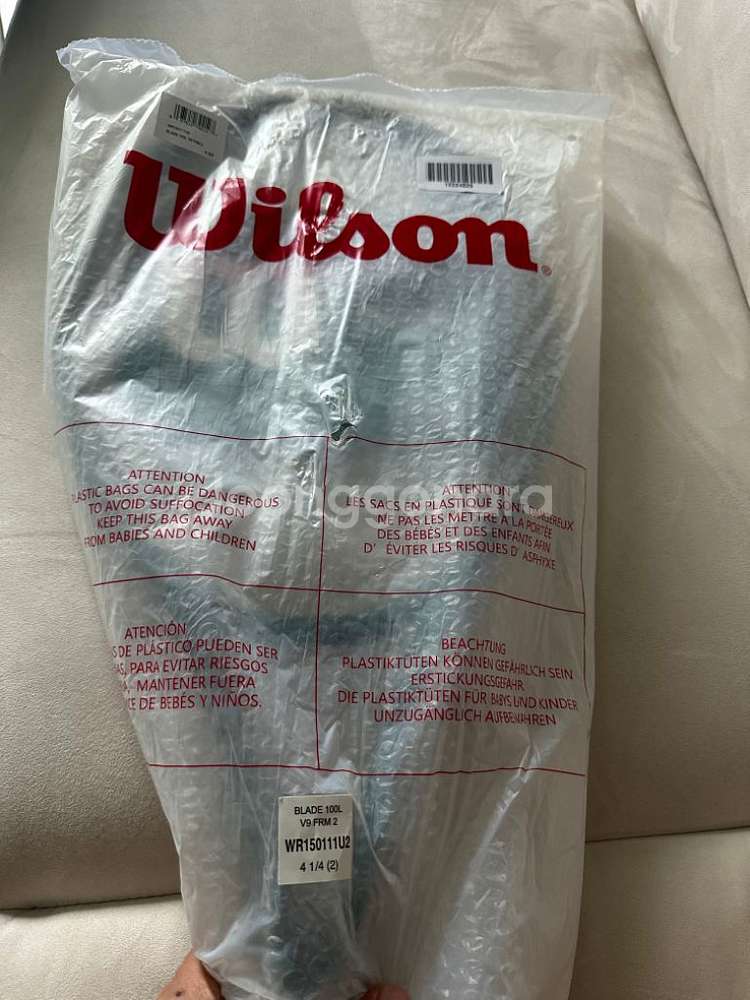 Wilson
ATTENTION
PLASTIC BAGS CAN BE DANGEROUS
TO AVOID SUFFOCATION
KEEP THIS BAG AWAY
FROM BABIES AND CHILDREN
ATTENTION
LES SACS EN PLASTIQUE SONT DANGEREUX
NE PAS LES METTRE À LA PORTÉE
DES BÉBÉS ET DES ENFANTS AFIN
D' ÉVITER LES RISQUES D' ASPHYXE
ATENCIÓN
S DE PLÁSTICO PUEDEN SER
AS, PARA EVITAR RIESGOS
MANTENER FUERA
CE DE BEBÉS Y NIÑOS.
BEACHTUNG
PLASTIKTÜTEN KÖNNEN GEFÄHRLICH SEIN
ERSTICKUNGSGEFAHR.
DIE PLASTIKTÜTEN FÜR BABYS UND KINDER
UNZUGÄNGLICH AUFBEWAHREN
BLADE 100L
V9 FRM 2
WR150111U2
4 1/4 (2)